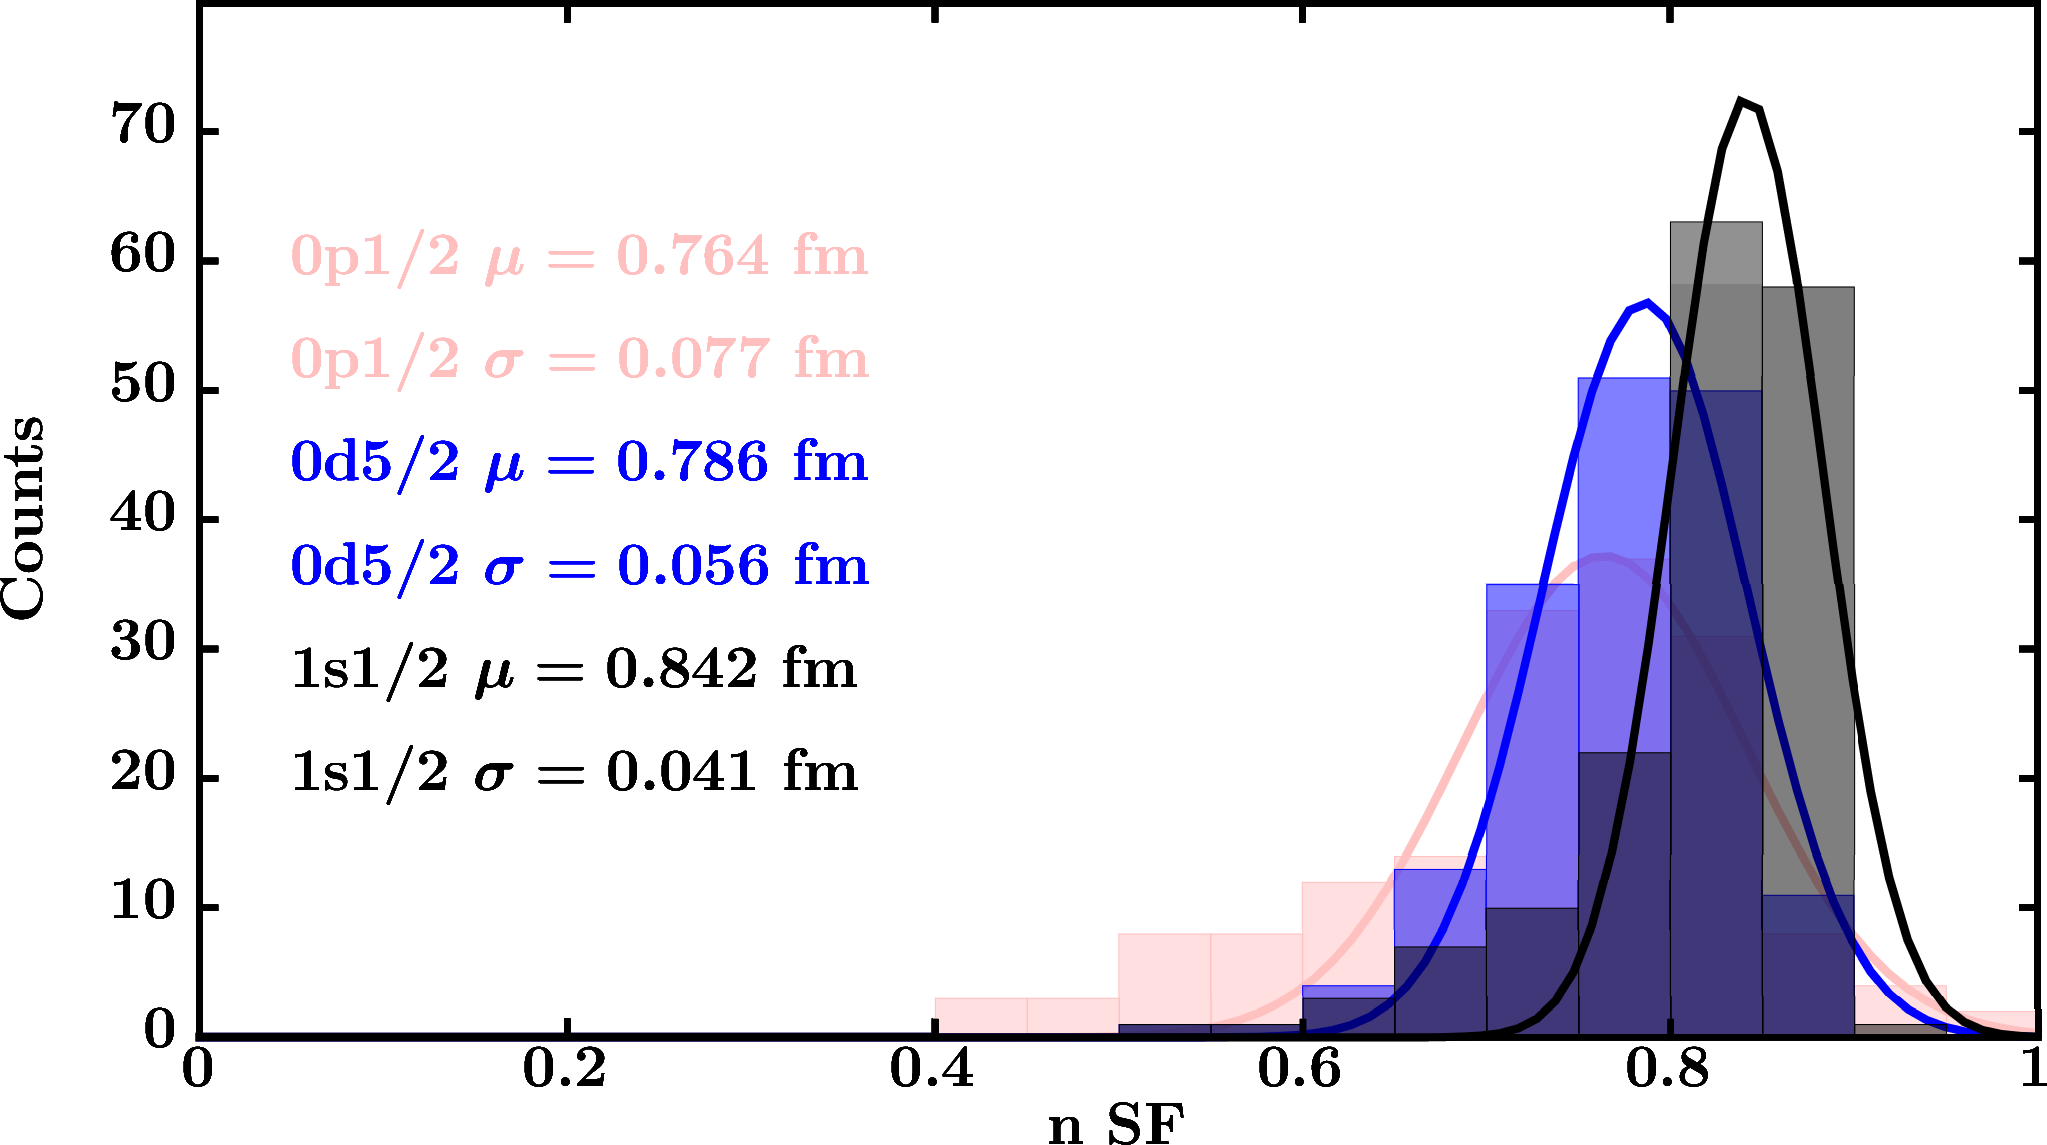 70
60
50
40
30
20
10
0
Counts
0p1/2 μ = 0.764 fm
0p1/2 σ = 0.077 fm
0d5/2 μ = 0.786 fm
0d5/2 σ = 0.056 fm
1s1/2 μ = 0.842 fm
1s1/2 σ = 0.041 fm
0 0.2 0.4 0.6 0.8 1
n SF